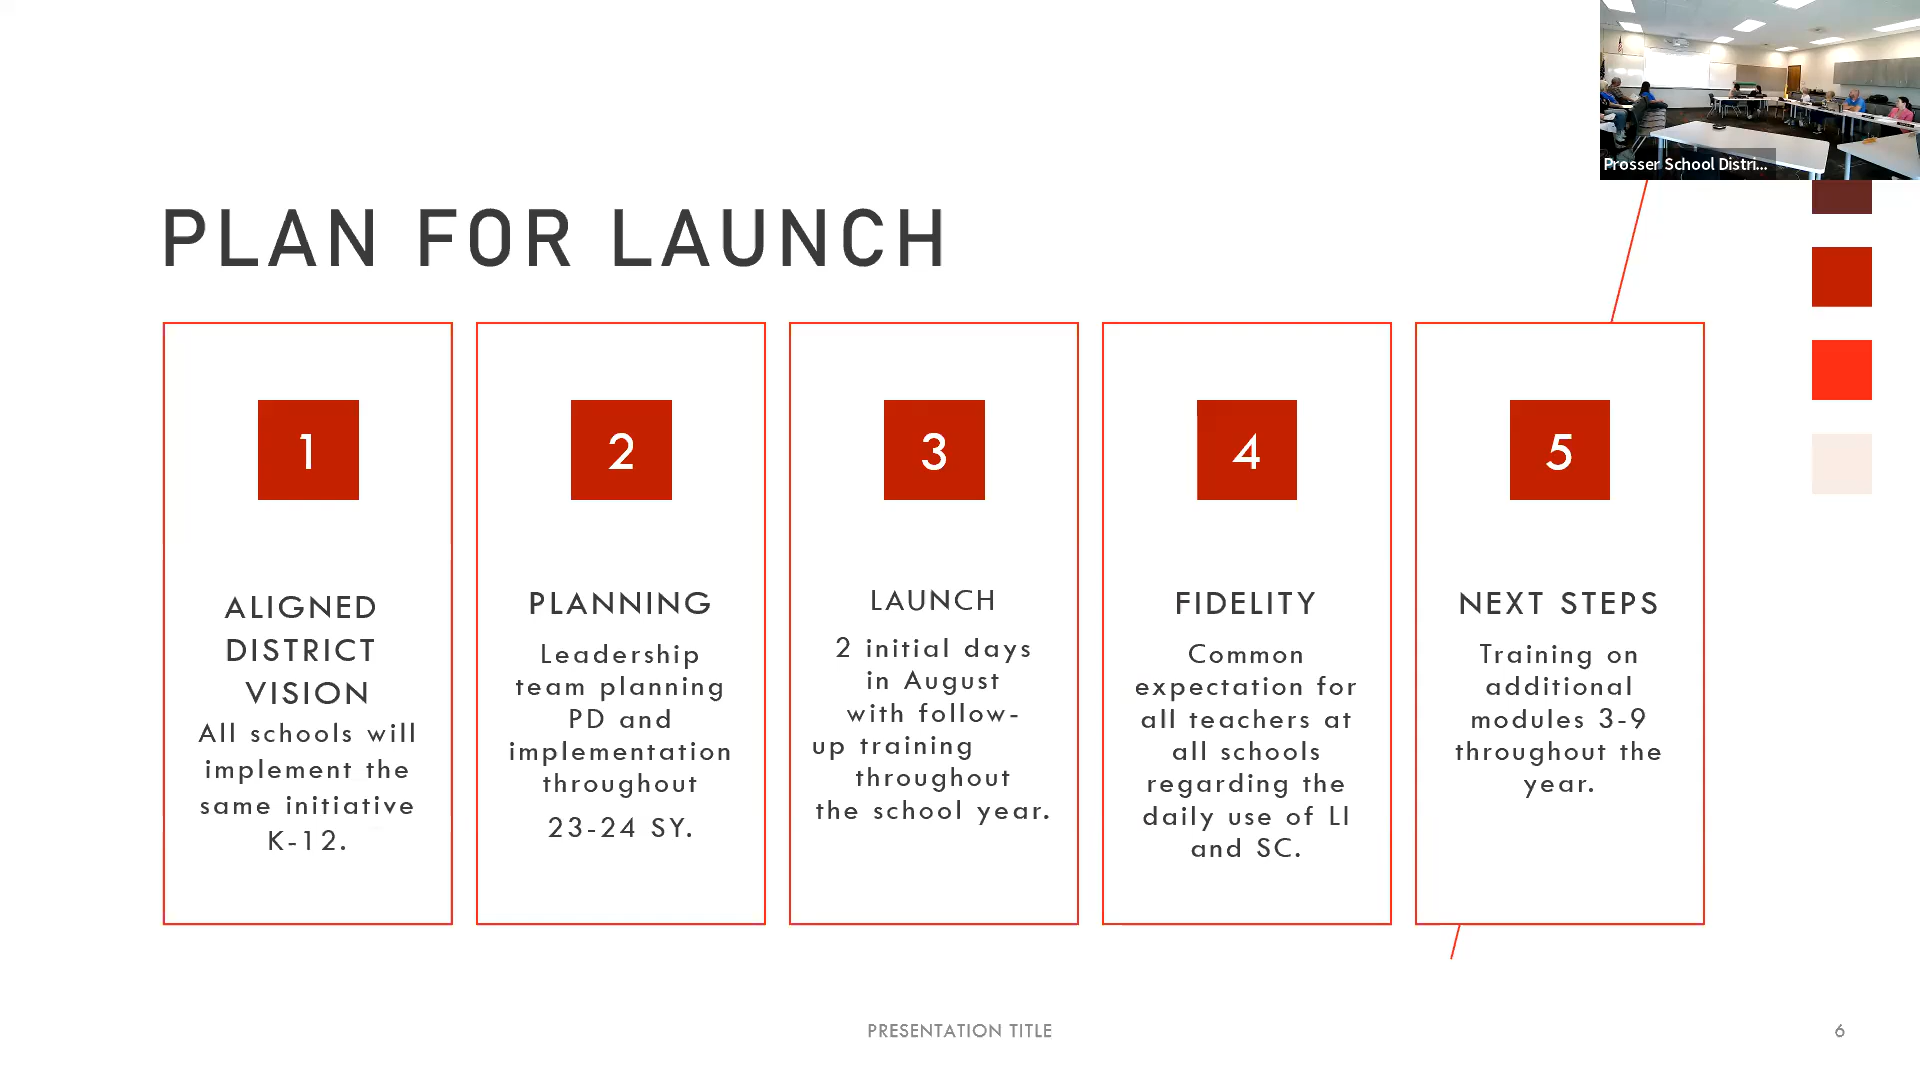 Prosser School Distri...
PLAN FOR LAUNCH
1
ALIGNED
DISTRICT
VISION
All schools will
implement the
same initiative
K-12.
2
PLANNING
Leadership
team planning
PD and
implementation
throughout
23-24 SY.
3
LAUNCH
2 initial days
in August
with follow-
up training
throughout
the school year.
4
FIDELITY
Common
expectation for
all teachers at
all schools
regarding the
daily use of LI
and SC.
5
NEXT STEPS
Training on
additional
modules 3-9
throughout the
year.
PRESENTATION TITLE
6